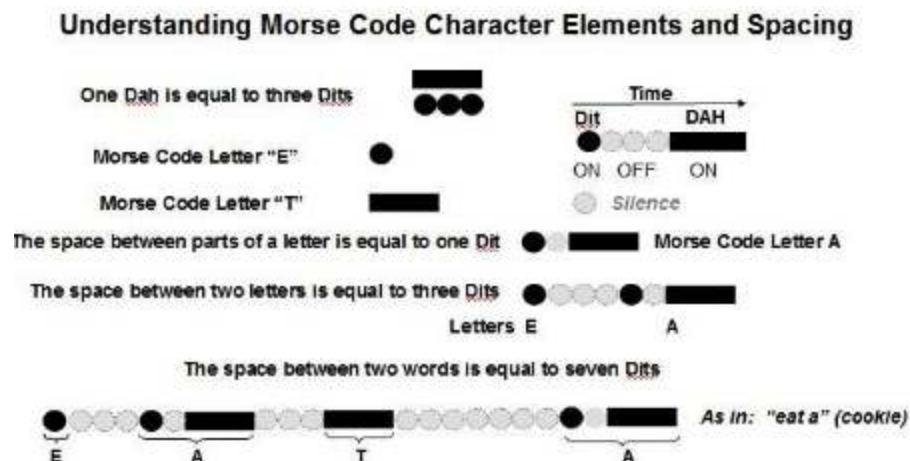 Understanding Morse Code Character Elements and Spacing
One Dah is equal to three Dits
Time
Dit DAH
ON OFF ON
Morse Code Letter "E"
Morse Code Letter "T"
Silence
The space between parts of a letter is equal to one Dit
Morse Code Letter A
The space between two letters is equal to three Dits
Letters E A
The space between two words is equal to seven Dits
As in: "eat a" (cookie)
E A T A